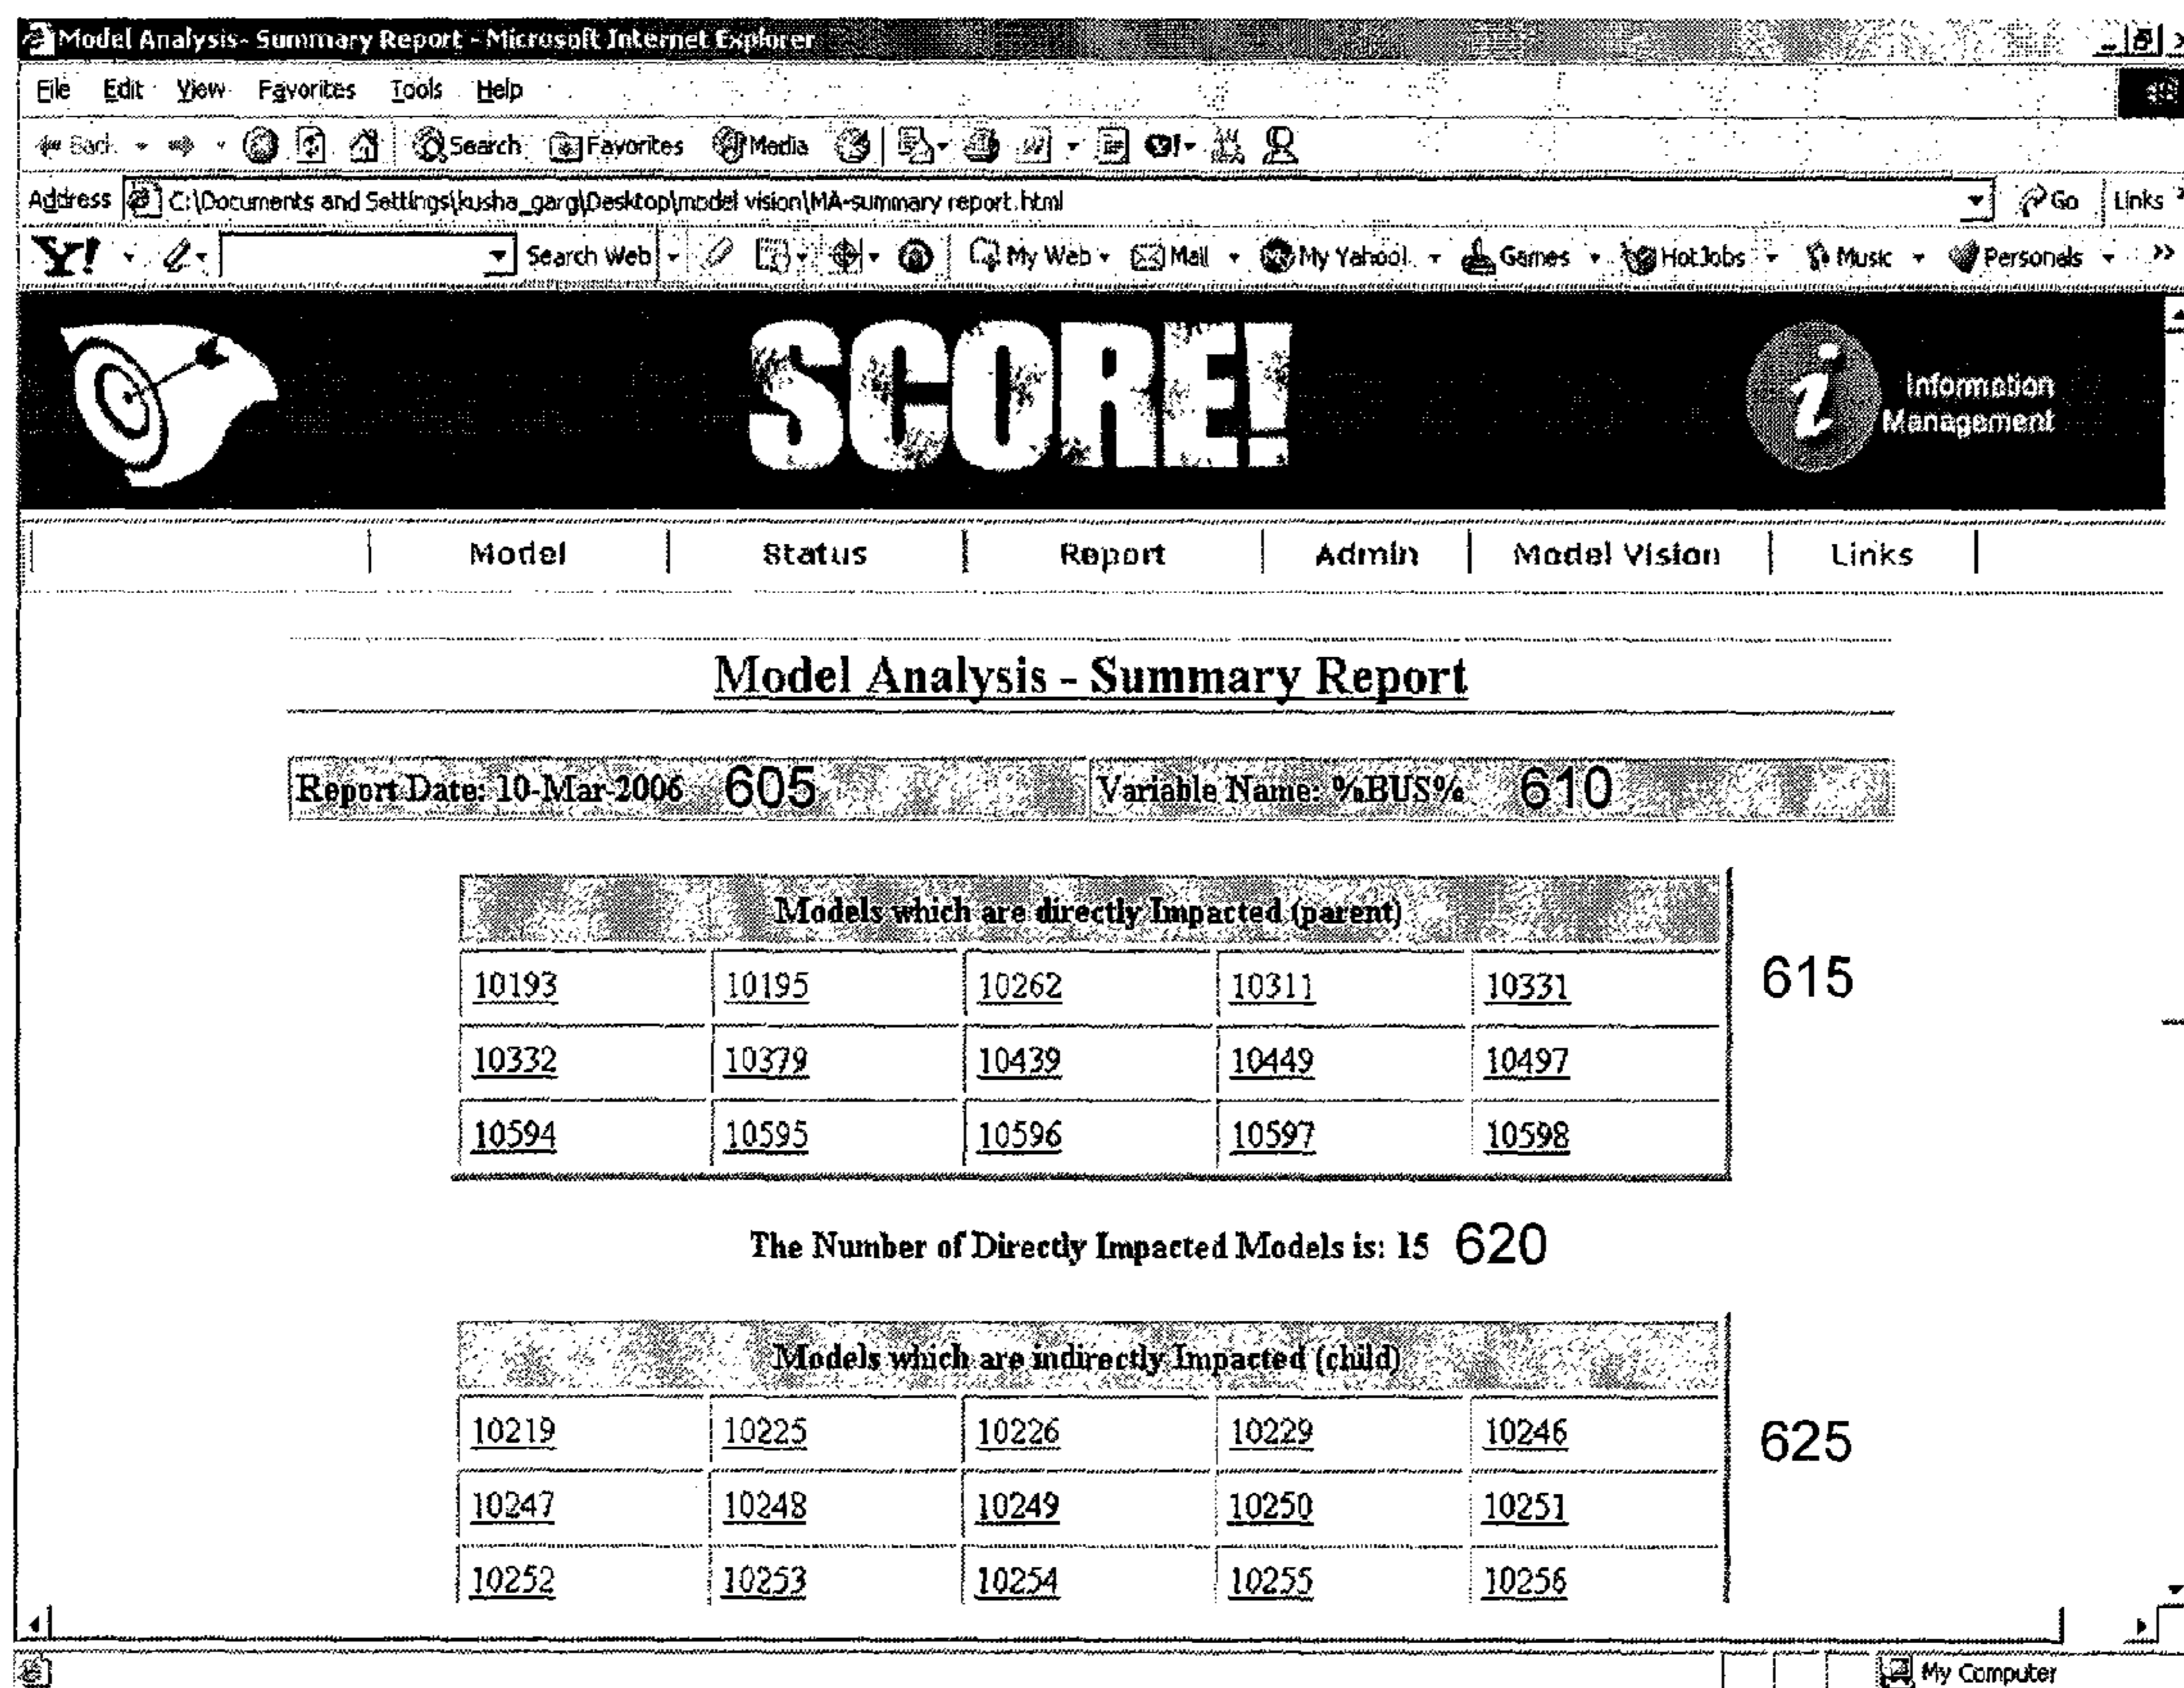 Model Analysis- Summary Report - Microsoft Internet Explorer
File Edit View Favorites Tools Help
Back Search Favorites Media
Address C:\Documents and Settings\kusha_garg\Desktop\model vision\MA-summary report.html Go Links
Y! Search Web My Web Mail My Yahoo! Games HotJobs Music Personals >>
SCORE!
i Information
Management
Model Status Report Admin Model Vision Links
Model Analysis - Summary Report
Report Date: 10-Mar-2006 605 Variable Name: %BUS% 610
Models which are directly Impacted (parent)
10193 10195 10262 10311 10331 615
10332 10379 10439 10449 10497
10594 10595 10596 10597 10598
The Number of Directly Impacted Models is: 15 620
Models which are indirectly Impacted (child)
10219 10225 10226 10229 10246 625
10247 10248 10249 10250 10251
10252 10253 10254 10255 10256
My Computer